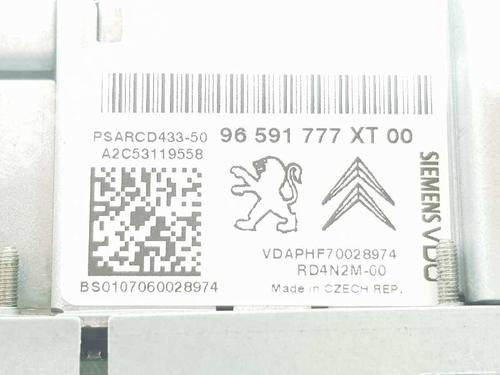 PSARCD433-50 96 591 777 XT 00
A2C53119558
SIEMENS VDO
VDAPHF70028974
RD4N2M-00
BS0107060028974 Made in CZECH REP.